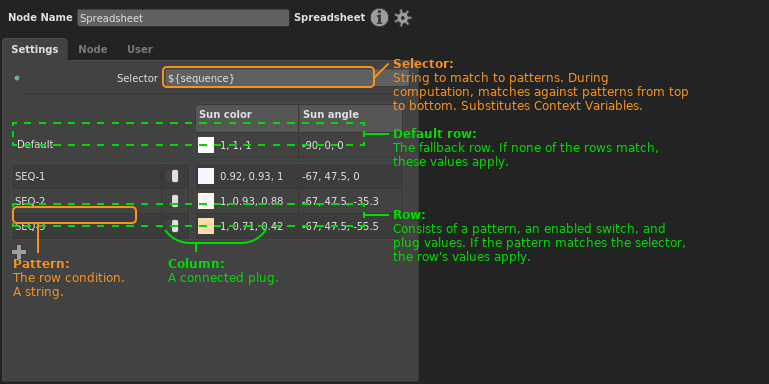 Node Name Spreadsheet Spreadsheet
Settings Node User
Selector ${sequence}
Selector:
String to match to patterns. During
computation, matches against patterns from top
to bottom. Substitutes Context Variables.
Sun color Sun angle
Default 1, 1, 1 -90, 0, 0
Default row:
The fallback row. If none of the rows match,
these values apply.
SEQ-1 0.92, 0.93, 1 -67, 47.5, 0
SEQ-2 1, 0.93, 0.88 -67, 47.5, -35.3
SEQ-3 1, 0.71, 0.42 -67, 47.5, -55.5
Row:
Consists of a pattern, an enabled switch, and
plug values. If the pattern matches the selector,
the row's values apply.
Pattern:
The row condition.
A string.
Column:
A connected plug.